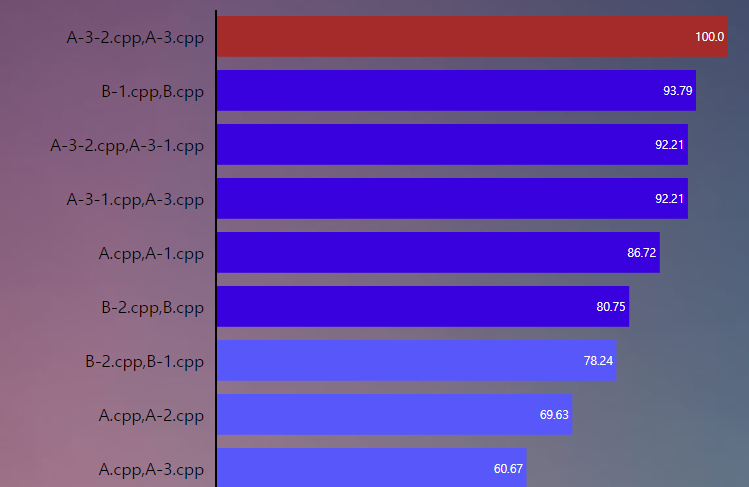 A-3-2.cpp,A-3.cpp 100.0
B-1.cpp,B.cpp 93.79
A-3-2.cpp,A-3-1.cpp 92.21
A-3-1.cpp,A-3.cpp 92.21
A.cpp,A-1.cpp 86.72
B-2.cpp,B.cpp 80.75
B-2.cpp,B-1.cpp 78.24
A.cpp,A-2.cpp 69.63
A.cpp,A-3.cpp 60.67